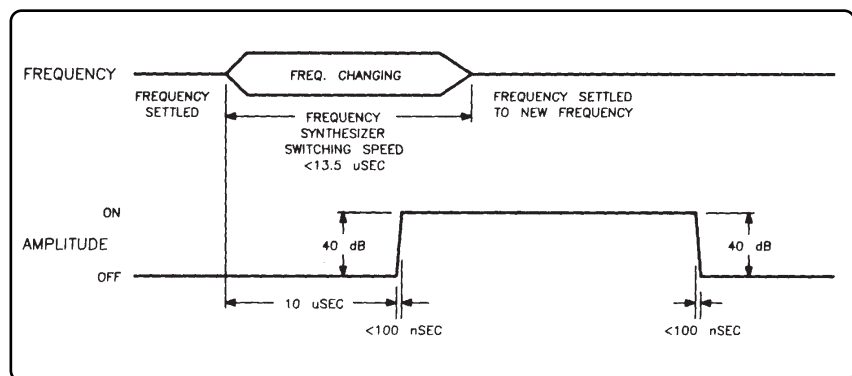 FREQUENCY
FREQ. CHANGING
FREQUENCY
SETTLED
FREQUENCY
SYNTHESIZER
SWITCHING SPEED
<13.5 uSEC
FREQUENCY SETTLED
TO NEW FREQUENCY
ON
AMPLITUDE
OFF
40 dB
40 dB
10 uSEC
<100 nSEC
<100 nSEC